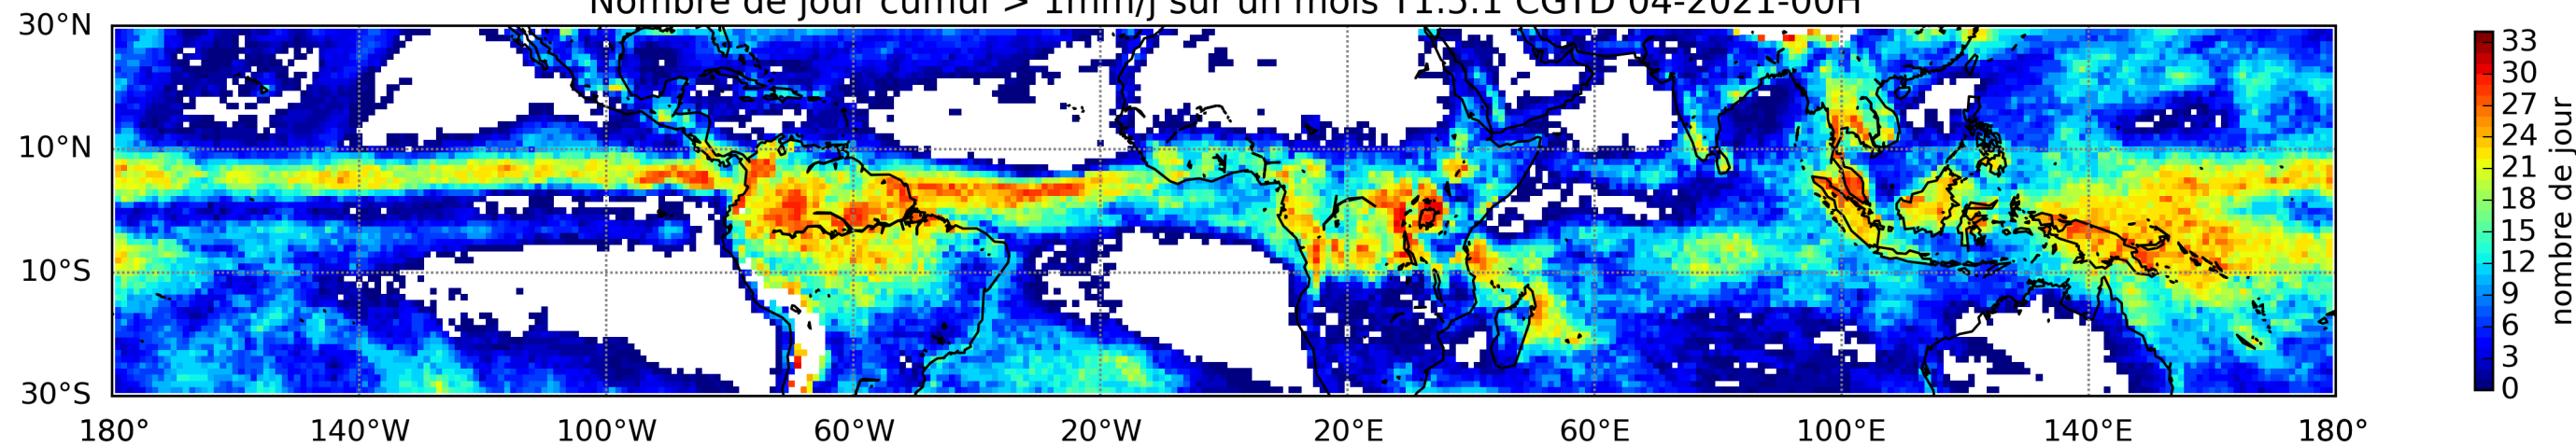 Nombre de jour cumul > 1mm/j sur un mois T1.5.1 CGTD 04-2021-00H
30°N
10°N
10°S
30°S
180° 140°W 100°W 60°W 20°W 20°E 60°E 100°E 140°E 180°
33
30
27
24
21
18
15
12
9
6
3
0
nombre de jour